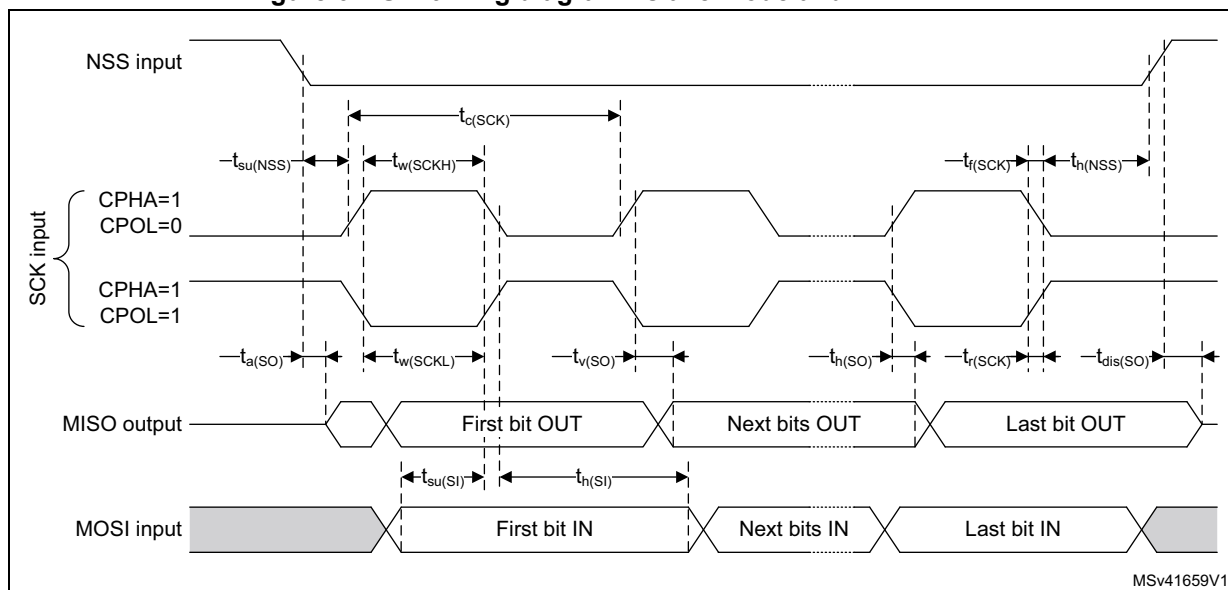 NSS input
tc(SCK)
tsu(NSS)
tw(SCKH)
tf(SCK)
th(NSS)
SCK input
CPHA=1
CPOL=0
CPHA=1
CPOL=1
ta(SO)
tw(SCKL)
tv(SO)
th(SO)
tr(SCK)
tdis(SO)
MISO output
First bit OUT
Next bits OUT
Last bit OUT
tsu(SI)
th(SI)
MOSI input
First bit IN
Next bits IN
Last bit IN
MSv41659V1